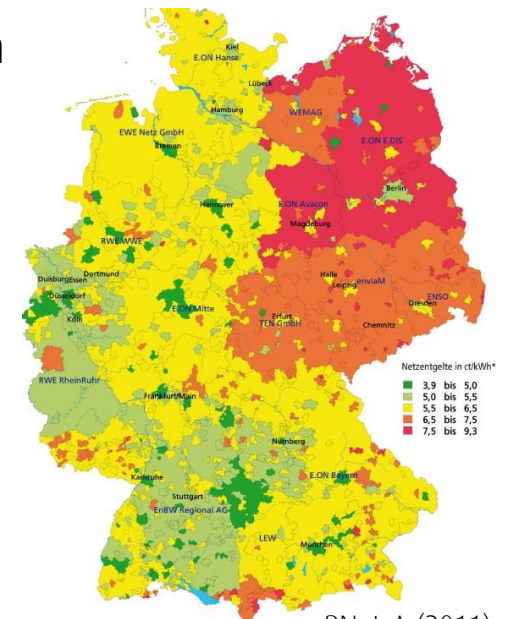 Kiel
E.ON Hanse
Lübeck
Hamburg
WEMAG
EWE Netz GmbH
Bremen
E.ON E.DIS
Berlin
Hannover
E.ON Avacon
Magdeburg
RWE WWE
Dortmund
Duisburg Essen
Düsseldorf
Köln
E.ON Mitte
Halle
Leipzig
enviaM
Erfurt
TEN GmbH
Dresden
ENSO
Chemnitz
RWE RheinRuhr
Frankfurt/Main
Netzentgelte in ct/kWh*
3,9 bis 5,0
5,0 bis 5,5
5,5 bis 6,5
6,5 bis 7,5
7,5 bis 9,3
Nürnberg
Karlsruhe
E.ON Bayern
Stuttgart
EnBW Regional AG
LEW
München
(2011)